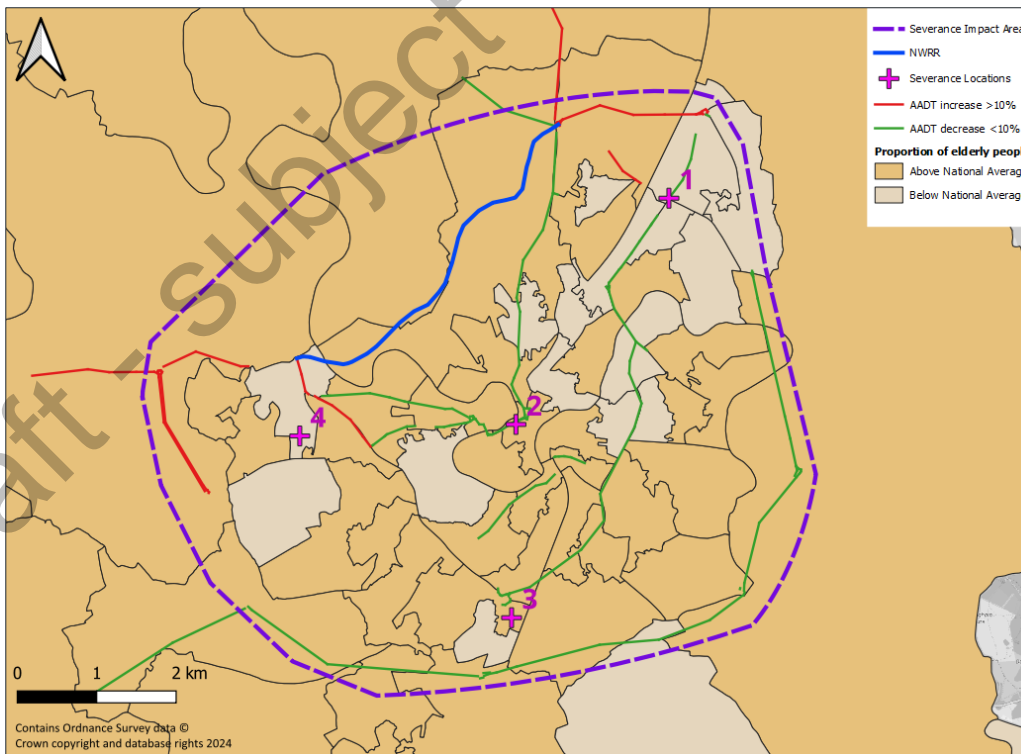 Severance Impact Area
NWRR
Severance Locations
AADT increase >10%
AADT decrease <10%
Proportion of elderly peopl
Above National Averag
Below National Averag
1
2
3
4
0 1 2 km
Contains Ordnance Survey data ©
Crown copyright and database rights 2024
aft - subject